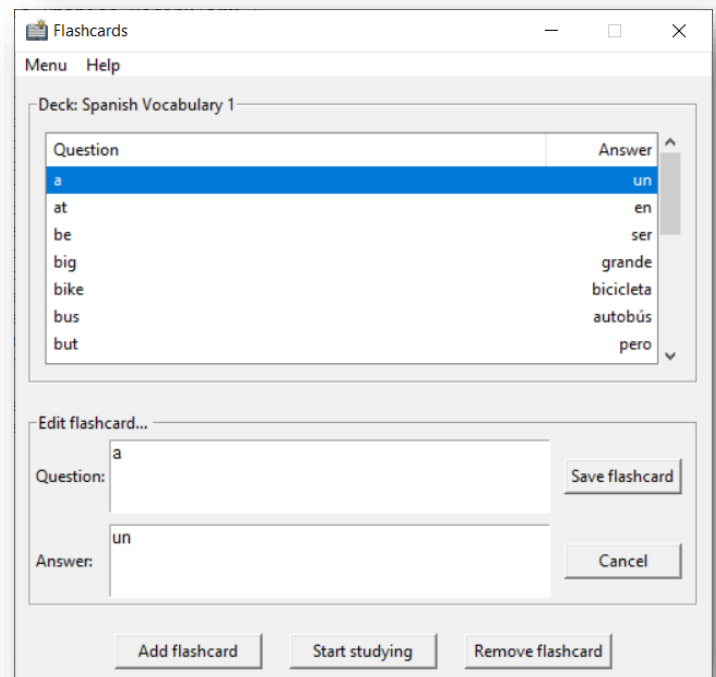 Flashcards
Menu Help
Deck: Spanish Vocabulary 1
Question Answer
a un
at en
be ser
big grande
bike bicicleta
bus autobús
but pero
Edit flashcard...
Question: a
Save flashcard
Answer: un
Cancel
Add flashcard Start studying Remove flashcard